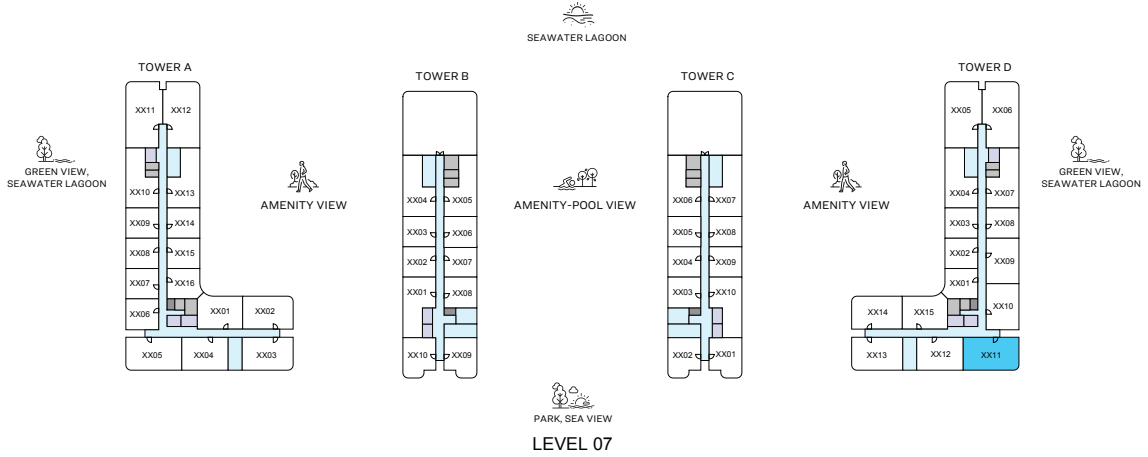 SEAWATER LAGOON
TOWER A
TOWER B
TOWER C
TOWER D
XX11
XX12
XX05
XX06
GREEN VIEW,
SEAWATER LAGOON
GREEN VIEW,
SEAWATER LAGOON
XX10
XX13
XX04
XX05
XX06
XX07
XX04
XX07
AMENITY VIEW
AMENITY-POOL VIEW
AMENITY VIEW
XX09
XX14
XX03
XX06
XX05
XX08
XX03
XX08
XX08
XX15
XX02
XX07
XX04
XX09
XX02
XX09
XX07
XX16
XX01
XX08
XX03
XX10
XX01
XX10
XX06
XX01
XX02
XX14
XX15
XX05
XX04
XX03
XX10
XX09
XX02
XX01
XX13
XX12
XX11
PARK, SEA VIEW
LEVEL 07